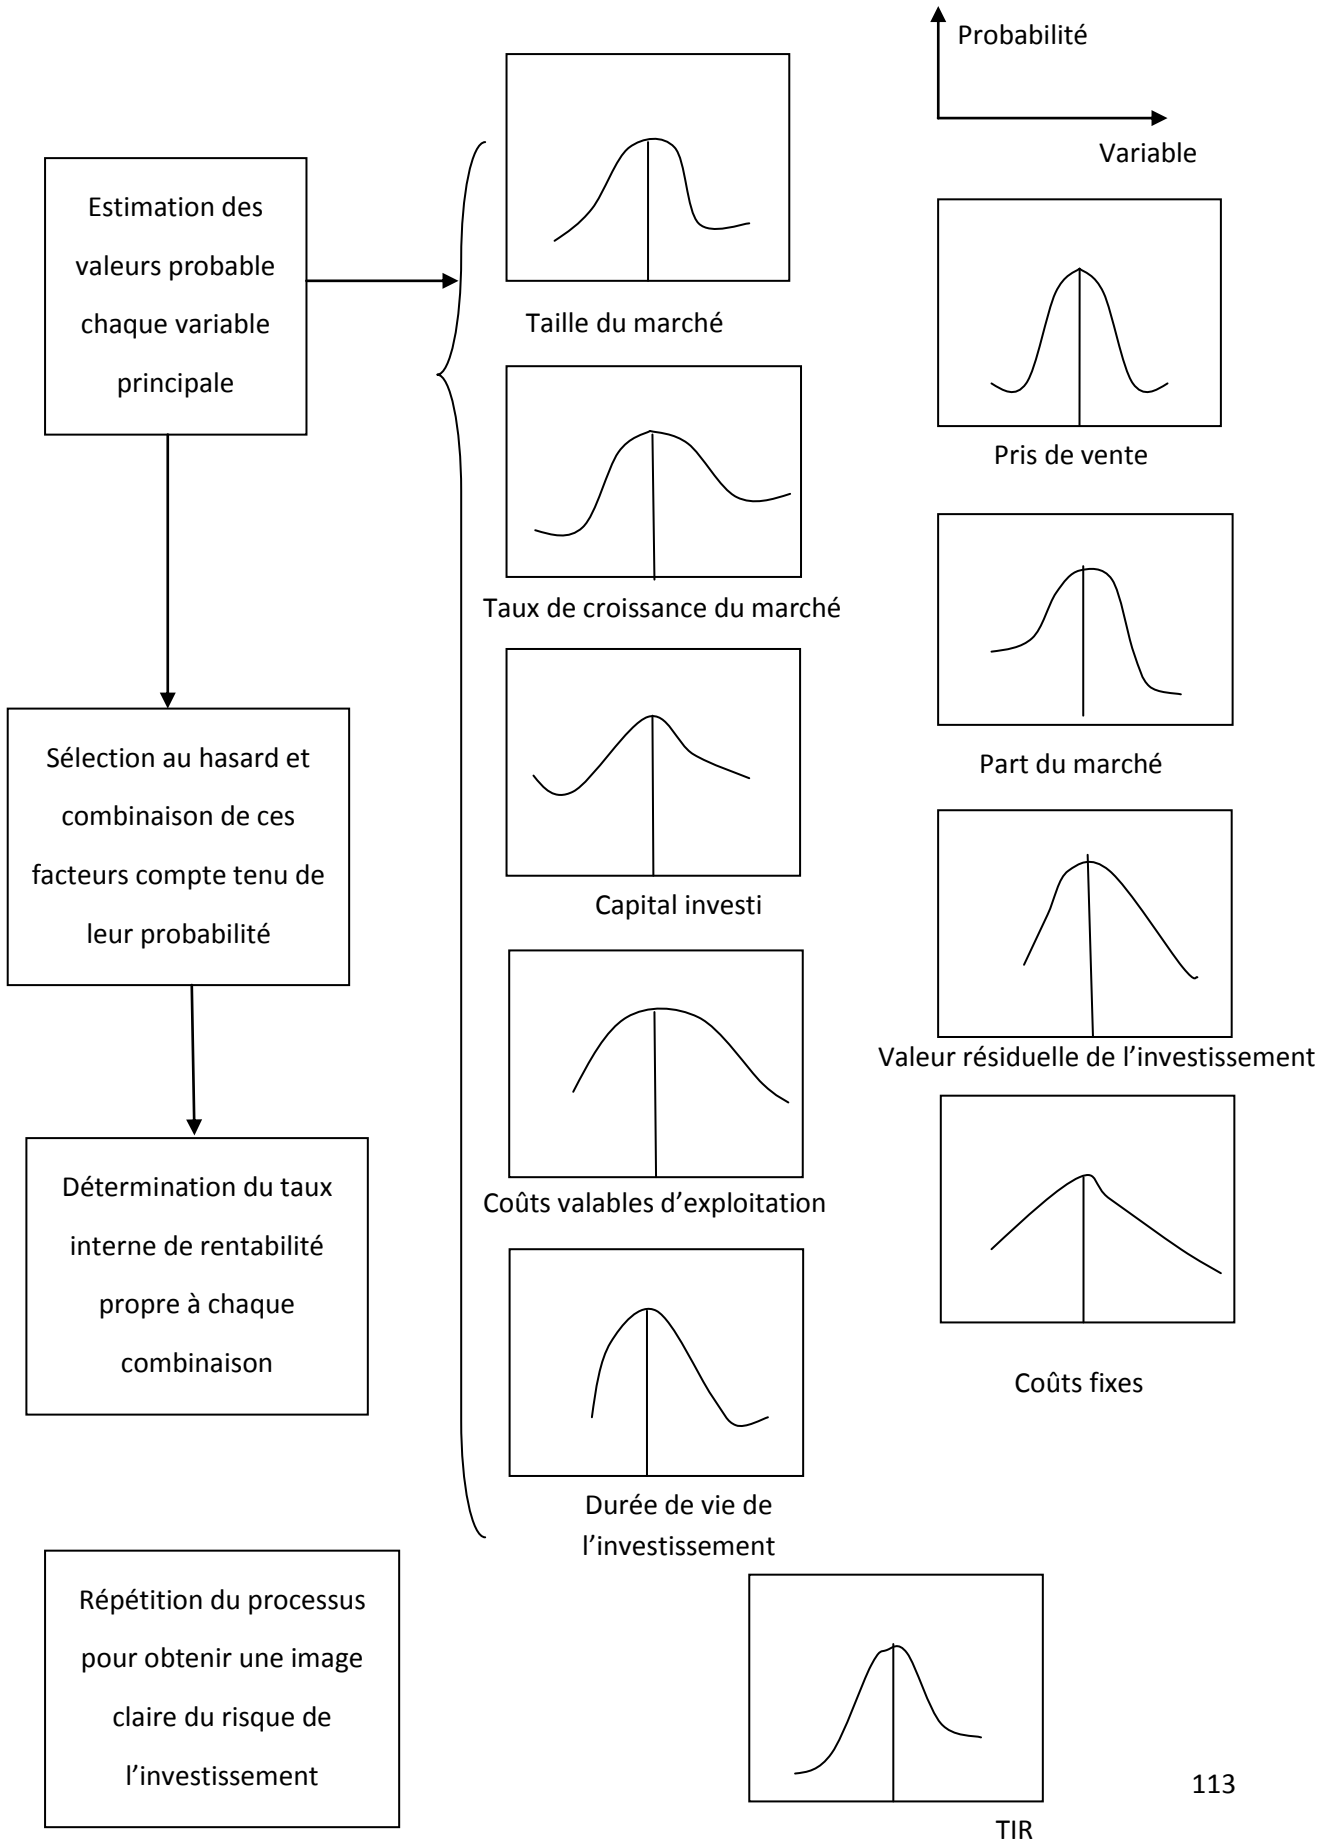 Probabilité
Variable
Estimation des
valeurs probable
chaque variable
principale
Taille du marché
Pris de vente
Taux de croissance du marché
Part du marché
Sélection au hasard et
combinaison de ces
facteurs compte tenu de
leur probabilité
Capital investi
Valeur résiduelle de l’investissement
Coûts valables d’exploitation
Détermination du taux
interne de rentabilité
propre à chaque
combinaison
Coûts fixes
Durée de vie de
l’investissement
Répétition du processus
pour obtenir une image
claire du risque de
l’investissement
TIR
113